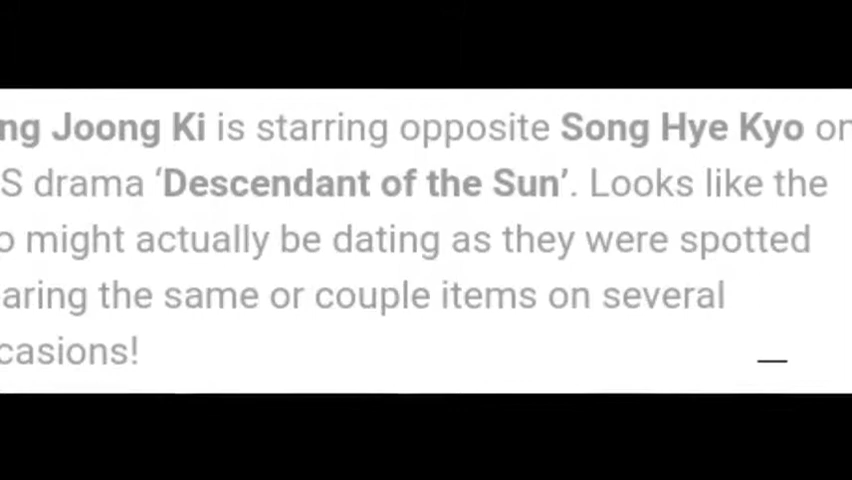 ng Joong Ki is starring opposite Song Hye Kyo on
S drama ‘Descendant of the Sun’. Looks like the
o might actually be dating as they were spotted
aring the same or couple items on several
casions!